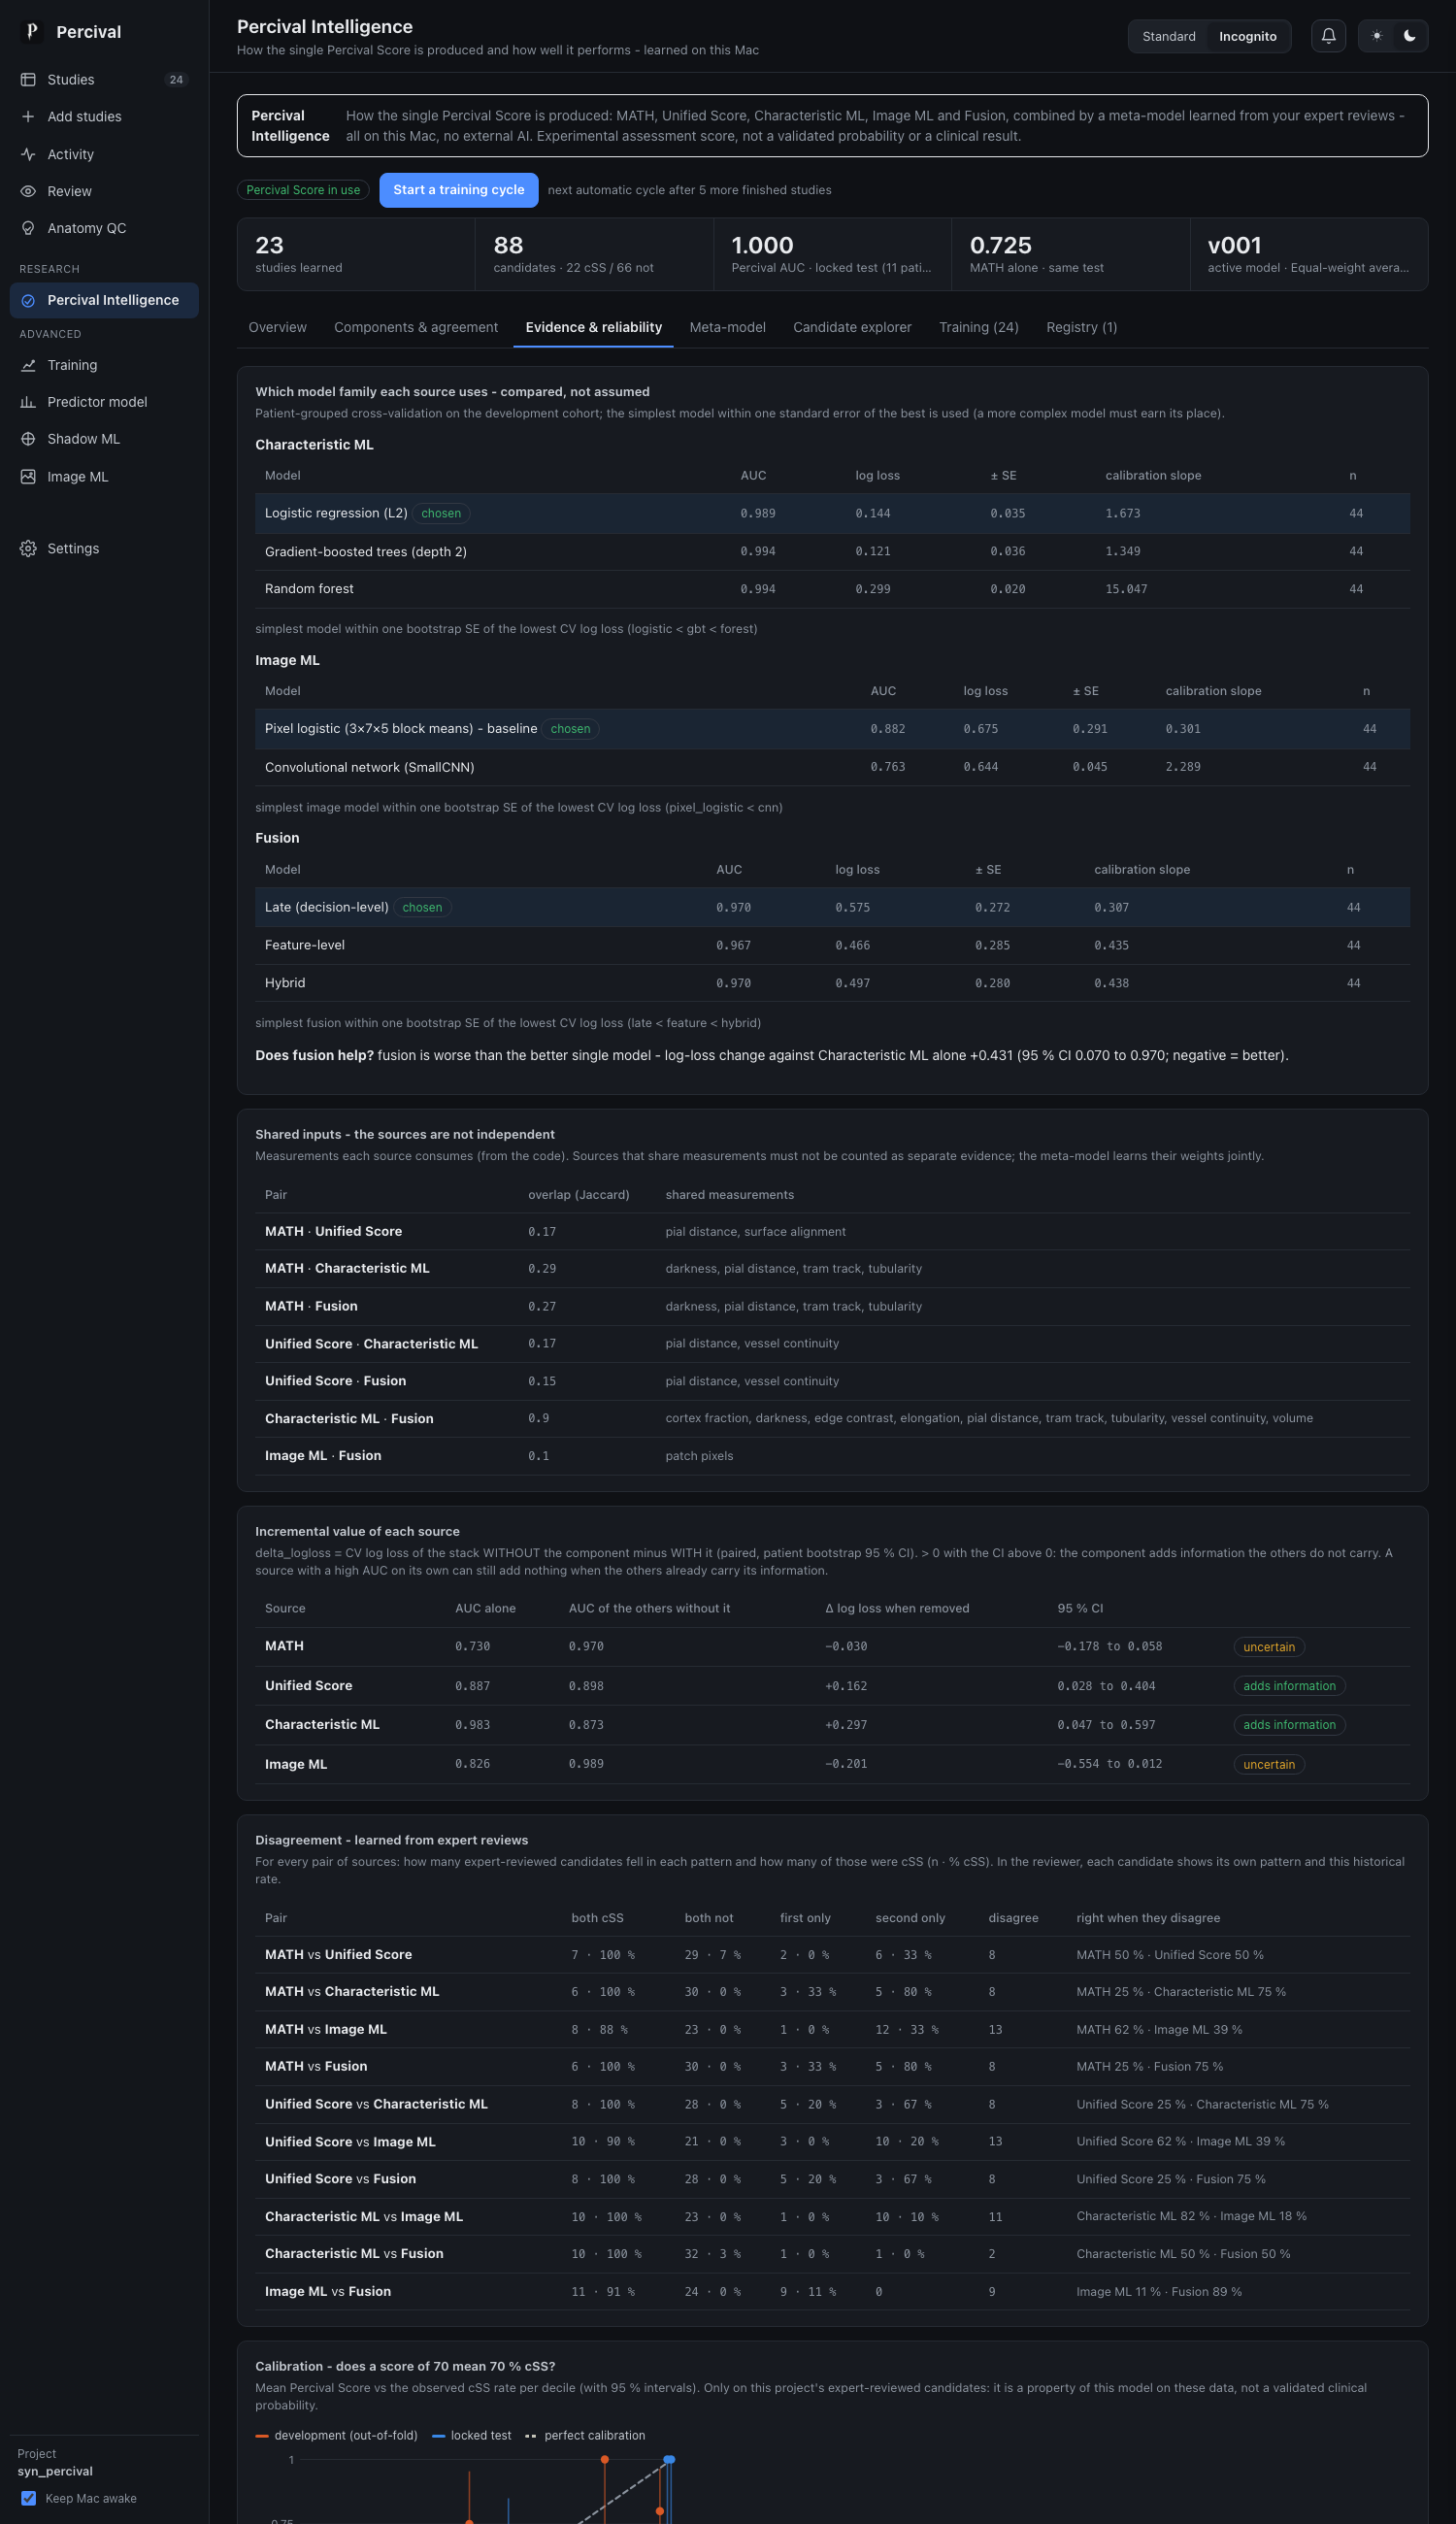 Percival
Studies 24
Add studies
Activity
Review
Anatomy QC
RESEARCH
Percival Intelligence
ADVANCED
Training
Predictor model
Shadow ML
Image ML
Settings
Project
syn_percival
Keep Mac awake
Percival Intelligence
How the single Percival Score is produced and how well it performs - learned on this Mac
Standard Incognito
Percival Intelligence
How the single Percival Score is produced: MATH, Unified Score, Characteristic ML, Image ML and Fusion, combined by a meta-model learned from your expert reviews -
all on this Mac, no external AI. Experimental assessment score, not a validated probability or a clinical result.
Percival Score in use Start a training cycle next automatic cycle after 5 more finished studies
23
studies learned
88
candidates · 22 cSS / 66 not
1.000
Percival AUC · locked test (11 pati...
0.725
MATH alone · same test
v001
active model · Equal-weight avera...
Overview Components & agreement Evidence & reliability Meta-model Candidate explorer Training (24) Registry (1)
Which model family each source uses - compared, not assumed
Patient-grouped cross-validation on the development cohort; the simplest model within one standard error of the best is used (a more complex model must earn its place).
Characteristic ML
Model AUC log loss ± SE calibration slope n
Logistic regression (L2) chosen 0.989 0.144 0.035 1.673 44
Gradient-boosted trees (depth 2) 0.994 0.121 0.036 1.349 44
Random forest 0.994 0.299 0.020 15.047 44
simplest model within one bootstrap SE of the lowest CV log loss (logistic < gbt < forest)
Image ML
Model AUC log loss ± SE calibration slope n
Pixel logistic (3×7×5 block means) - baseline chosen 0.882 0.675 0.291 0.301 44
Convolutional network (SmallCNN) 0.763 0.644 0.045 2.289 44
simplest image model within one bootstrap SE of the lowest CV log loss (pixel_logistic < cnn)
Fusion
Model AUC log loss ± SE calibration slope n
Late (decision-level) chosen 0.970 0.575 0.272 0.307 44
Feature-level 0.967 0.466 0.285 0.435 44
Hybrid 0.970 0.497 0.280 0.438 44
simplest fusion within one bootstrap SE of the lowest CV log loss (late < feature < hybrid)
Does fusion help? fusion is worse than the better single model - log-loss change against Characteristic ML alone +0.431 (95 % CI 0.070 to 0.970; negative = better).
Shared inputs - the sources are not independent
Measurements each source consumes (from the code). Sources that share measurements must not be counted as separate evidence; the meta-model learns their weights jointly.
Pair overlap (Jaccard) shared measurements
MATH · Unified Score 0.17 pial distance, surface alignment
MATH · Characteristic ML 0.29 darkness, pial distance, tram track, tubularity
MATH · Fusion 0.27 darkness, pial distance, tram track, tubularity
Unified Score · Characteristic ML 0.17 pial distance, vessel continuity
Unified Score · Fusion 0.15 pial distance, vessel continuity
Characteristic ML · Fusion 0.9 cortex fraction, darkness, edge contrast, elongation, pial distance, tram track, tubularity, vessel continuity, volume
Image ML · Fusion 0.1 patch pixels
Incremental value of each source
delta_logloss = CV log loss of the stack WITHOUT the component minus WITH it (paired, patient bootstrap 95 % CI). > 0 with the CI above 0: the component adds information the others do not carry. A
source with a high AUC on its own can still add nothing when the others already carry its information.
Source AUC alone AUC of the others without it Δ log loss when removed 95 % CI
MATH 0.730 0.970 −0.030 −0.178 to 0.058 uncertain
Unified Score 0.887 0.898 +0.162 0.028 to 0.404 adds information
Characteristic ML 0.983 0.873 +0.297 0.047 to 0.597 adds information
Image ML 0.826 0.989 −0.201 −0.554 to 0.012 uncertain
Disagreement - learned from expert reviews
For every pair of sources: how many expert-reviewed candidates fell in each pattern and how many of those were cSS (n · % cSS). In the reviewer, each candidate shows its own pattern and this historical
rate.
Pair both cSS both not first only second only disagree right when they disagree
MATH vs Unified Score 7 · 100 % 29 · 7 % 2 · 0 % 6 · 33 % 8 MATH 50 % · Unified Score 50 %
MATH vs Characteristic ML 6 · 100 % 30 · 0 % 3 · 33 % 5 · 80 % 8 MATH 25 % · Characteristic ML 75 %
MATH vs Image ML 8 · 88 % 23 · 0 % 1 · 0 % 12 · 33 % 13 MATH 62 % · Image ML 39 %
MATH vs Fusion 6 · 100 % 30 · 0 % 3 · 33 % 5 · 80 % 8 MATH 25 % · Fusion 75 %
Unified Score vs Characteristic ML 8 · 100 % 28 · 0 % 5 · 20 % 3 · 67 % 8 Unified Score 25 % · Characteristic ML 75 %
Unified Score vs Image ML 10 · 90 % 21 · 0 % 3 · 0 % 10 · 20 % 13 Unified Score 62 % · Image ML 39 %
Unified Score vs Fusion 8 · 100 % 28 · 0 % 5 · 20 % 3 · 67 % 8 Unified Score 25 % · Fusion 75 %
Characteristic ML vs Image ML 10 · 100 % 23 · 0 % 1 · 0 % 10 · 10 % 11 Characteristic ML 82 % · Image ML 18 %
Characteristic ML vs Fusion 10 · 100 % 32 · 3 % 1 · 0 % 1 · 0 % 2 Characteristic ML 50 % · Fusion 50 %
Image ML vs Fusion 11 · 91 % 24 · 0 % 9 · 11 % 0 9 Image ML 11 % · Fusion 89 %
Calibration - does a score of 70 mean 70 % cSS?
Mean Percival Score vs the observed cSS rate per decile (with 95 % intervals). Only on this project's expert-reviewed candidates: it is a property of this model on these data, not a validated clinical
probability.
development (out-of-fold) locked test perfect calibration
1
0.75